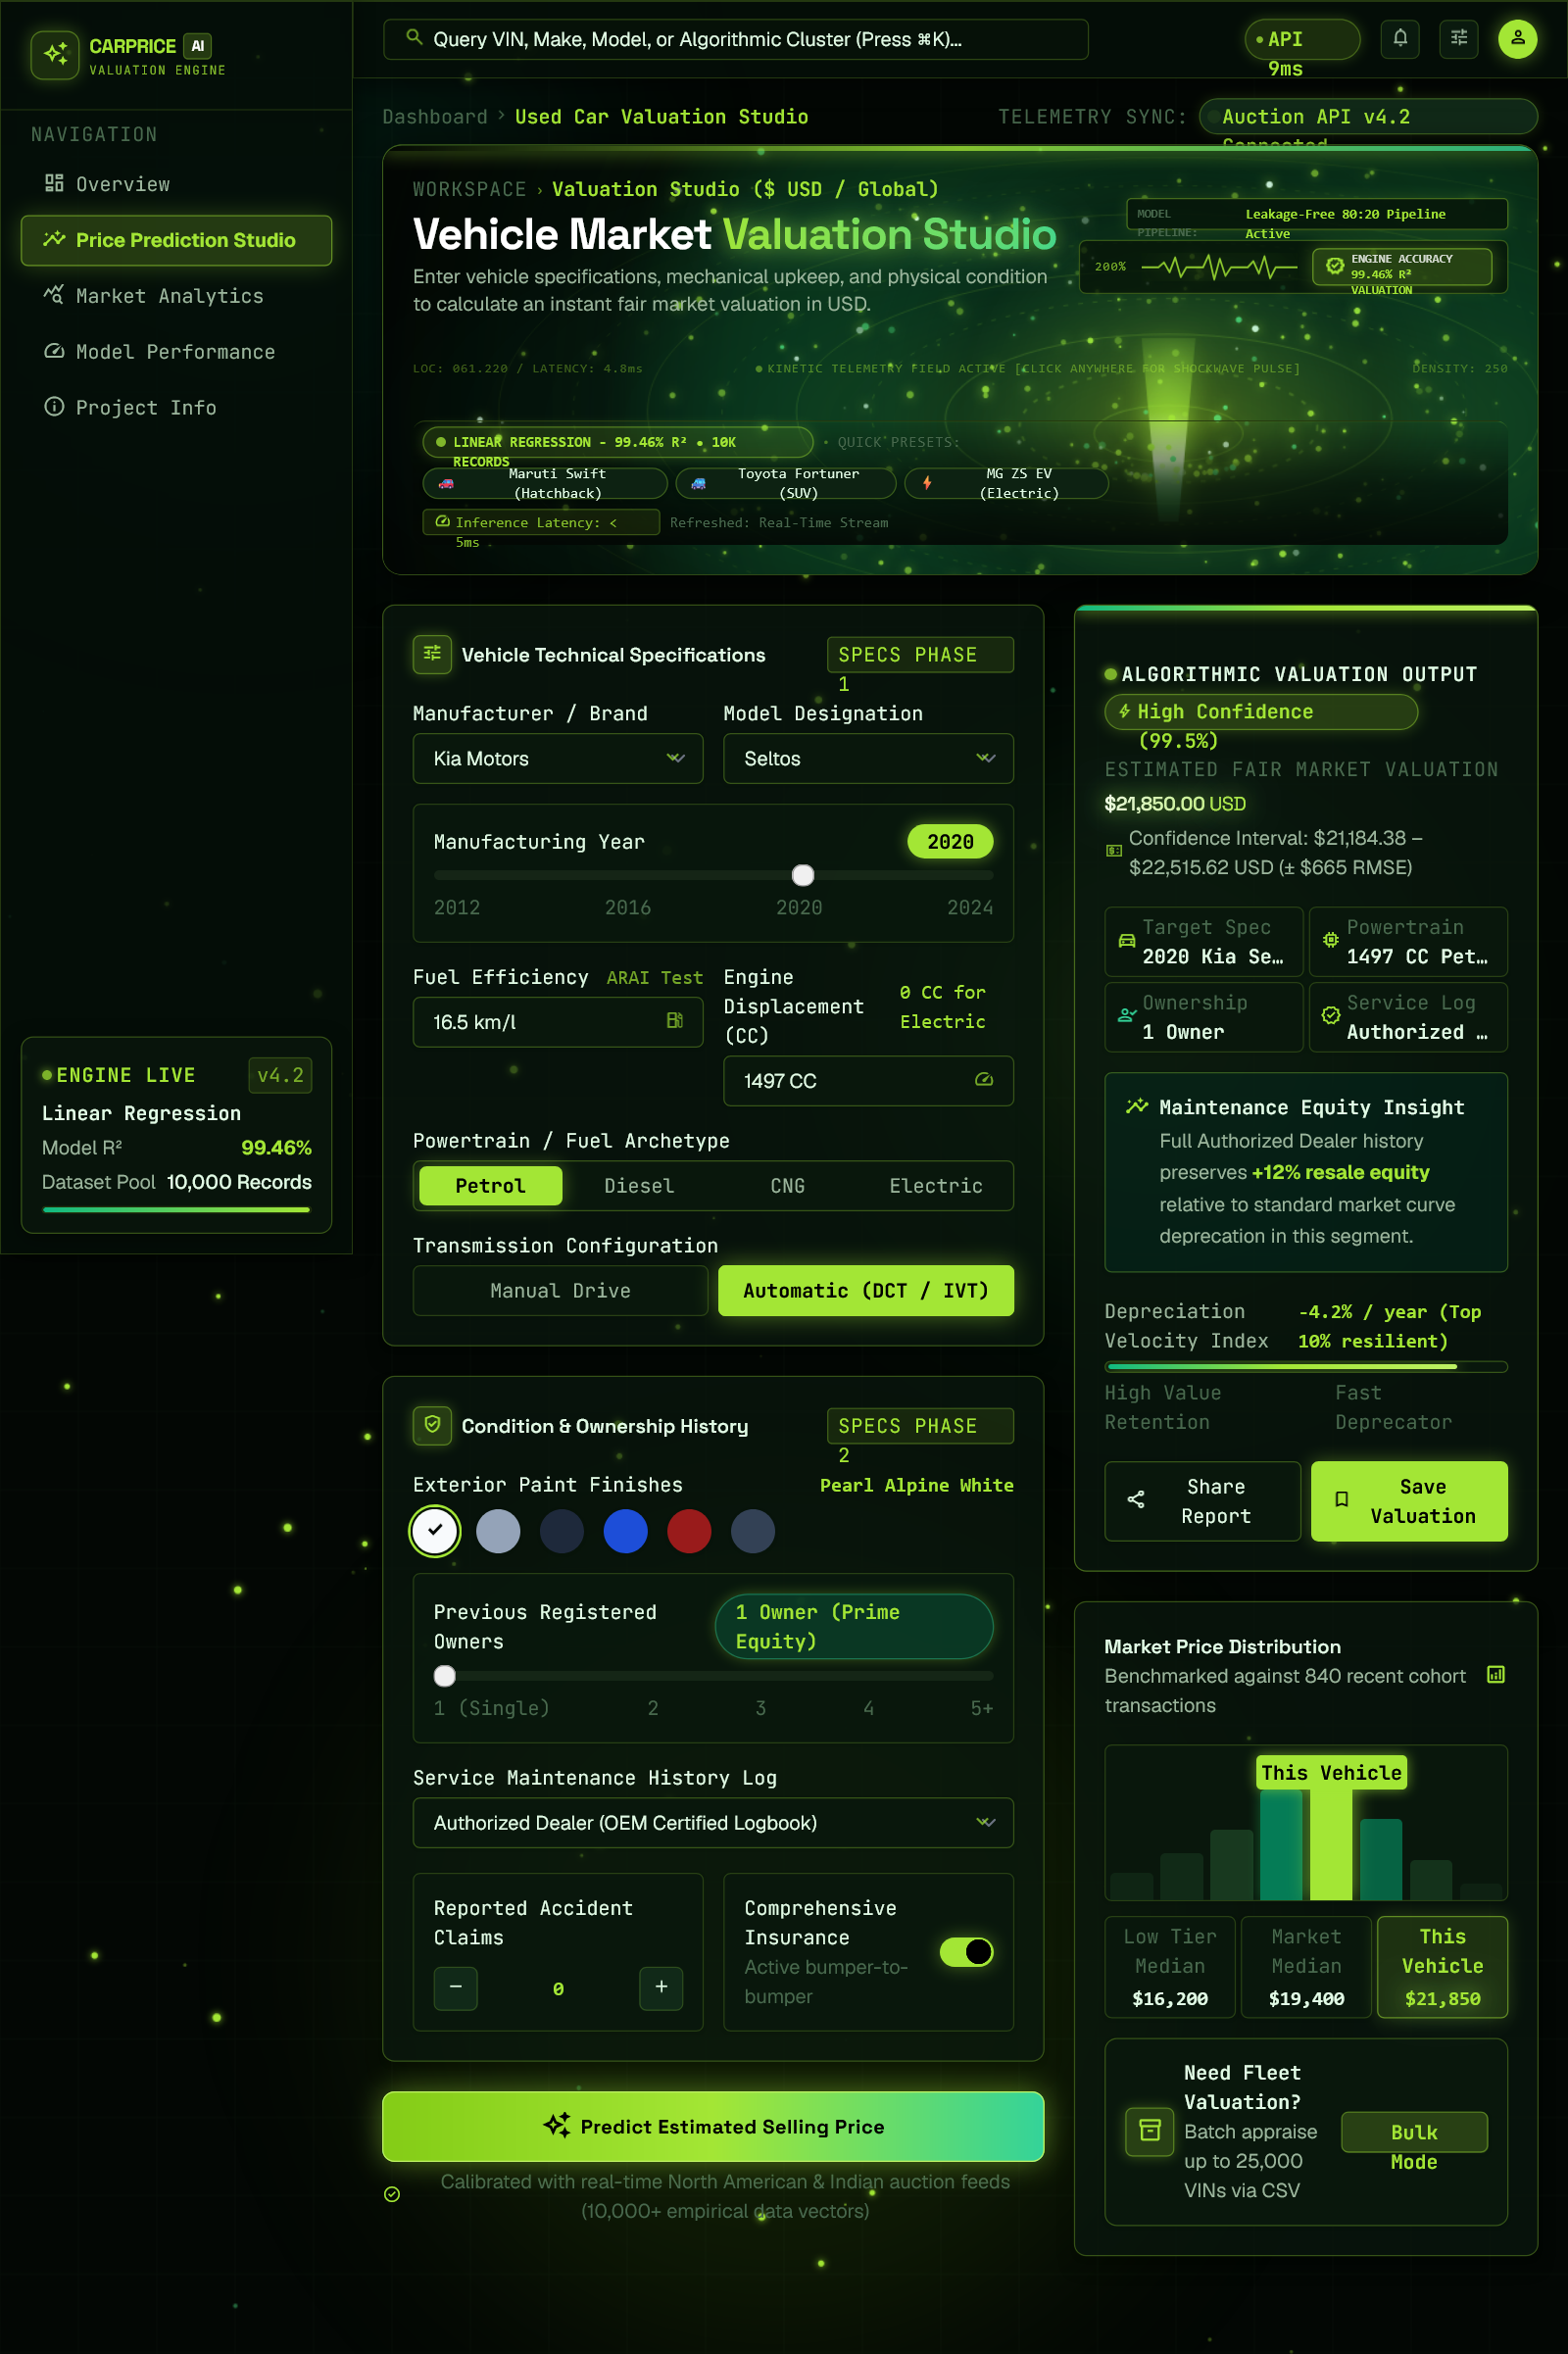 CARPRICE AI
VALUATION ENGINE
NAVIGATION
Overview
Price Prediction Studio
Market Analytics
Model Performance
Project Info
ENGINE LIVE v4.2
Linear Regression
Model R² 99.46%
Dataset Pool 10,000 Records
Query VIN, Make, Model, or Algorithmic Cluster (Press ⌘K)...
API
9ms
Dashboard › Used Car Valuation Studio
TELEMETRY SYNC: Auction API v4.2
Connected
WORKSPACE › Valuation Studio ($ USD / Global)
Vehicle Market Valuation Studio
Enter vehicle specifications, mechanical upkeep, and physical condition
to calculate an instant fair market valuation in USD.
MODEL
PIPELINE:
Leakage-Free 80:20 Pipeline
Active
200%
ENGINE ACCURACY
99.46% R²
VALUATION
LOC: 061.220 / LATENCY: 4.8ms
KINETIC TELEMETRY FIELD ACTIVE [CLICK ANYWHERE FOR SHOCKWAVE PULSE]
DENSITY: 250
LINEAR REGRESSION - 99.46% R² • 10K
RECORDS
• QUICK PRESETS:
Maruti Swift
(Hatchback)
Toyota Fortuner
(SUV)
MG ZS EV
(Electric)
Inference Latency: <
5ms
Refreshed: Real-Time Stream
Vehicle Technical Specifications
SPECS PHASE
1
Manufacturer / Brand
Kia Motors
Model Designation
Seltos
Manufacturing Year 2020
2012 2016 2020 2024
Fuel Efficiency ARAI Test
16.5 km/l
Engine
Displacement
(CC)
0 CC for
Electric
1497 CC
Powertrain / Fuel Archetype
Petrol Diesel CNG Electric
Transmission Configuration
Manual Drive Automatic (DCT / IVT)
Condition & Ownership History
SPECS PHASE
2
Exterior Paint Finishes Pearl Alpine White
Previous Registered
Owners
1 Owner (Prime
Equity)
1 (Single) 2 3 4 5+
Service Maintenance History Log
Authorized Dealer (OEM Certified Logbook)
Reported Accident
Claims
− 0 +
Comprehensive
Insurance
Active bumper-to-
bumper
Predict Estimated Selling Price
Calibrated with real-time North American & Indian auction feeds
(10,000+ empirical data vectors)
ALGORITHMIC VALUATION OUTPUT
High Confidence
(99.5%)
ESTIMATED FAIR MARKET VALUATION
$21,850.00 USD
Confidence Interval: $21,184.38 –
$22,515.62 USD (± $665 RMSE)
Target Spec
2020 Kia Se…
Powertrain
1497 CC Pet…
Ownership
1 Owner
Service Log
Authorized …
Maintenance Equity Insight
Full Authorized Dealer history
preserves +12% resale equity
relative to standard market curve
deprecation in this segment.
Depreciation
Velocity Index
-4.2% / year (Top
10% resilient)
High Value
Retention
Fast
Deprecator
Share
Report
Save
Valuation
Market Price Distribution
Benchmarked against 840 recent cohort
transactions
This Vehicle
Low Tier
Median
$16,200
Market
Median
$19,400
This
Vehicle
$21,850
Need Fleet
Valuation?
Batch appraise
up to 25,000
VINs via CSV
Bulk
Mode